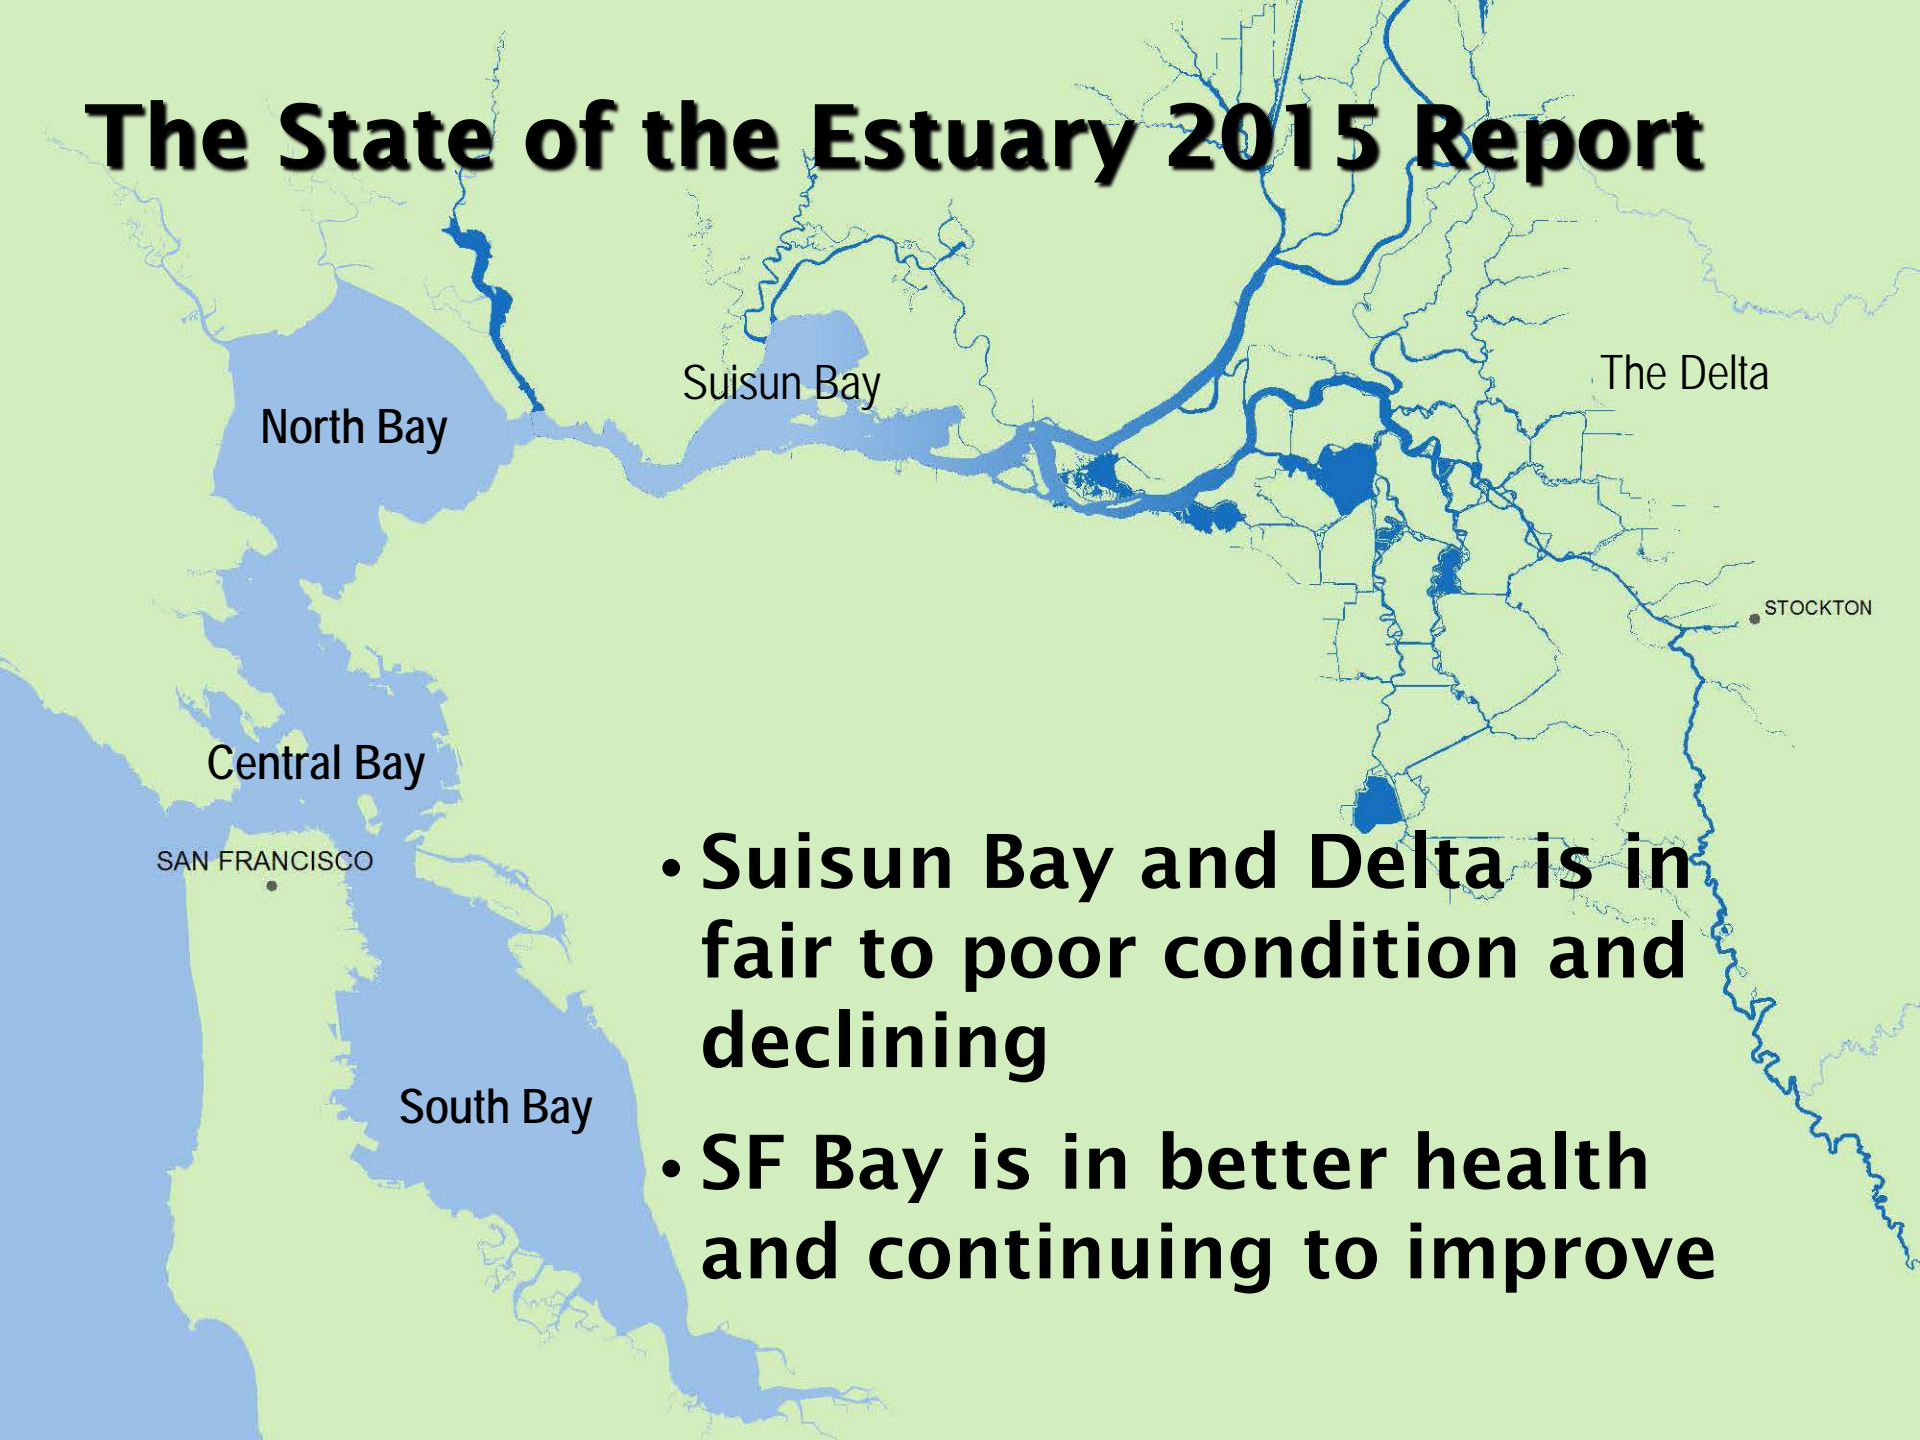 The State of the Estuary 2015 Report
Suisun Bay
The Delta
North Bay
STOCKTON
Central Bay
SAN FRANCISCO
• Suisun Bay and Delta is in
fair to poor condition and
declining
South Bay
• SF Bay is in better health
and continuing to improve